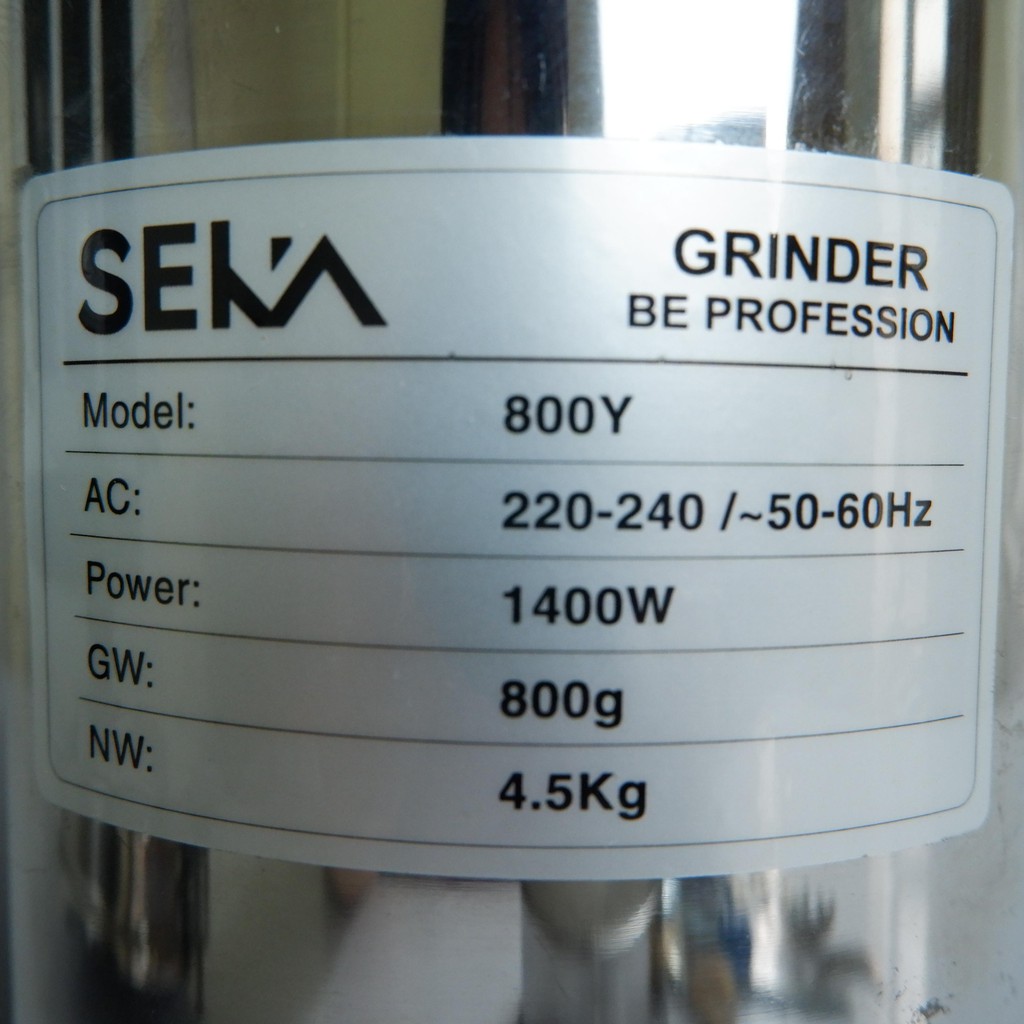 SEKA
GRINDER
BE PROFESSION
Model: 800Y
AC: 220-240 /~50-60Hz
Power: 1400W
GW: 800g
NW: 4.5Kg